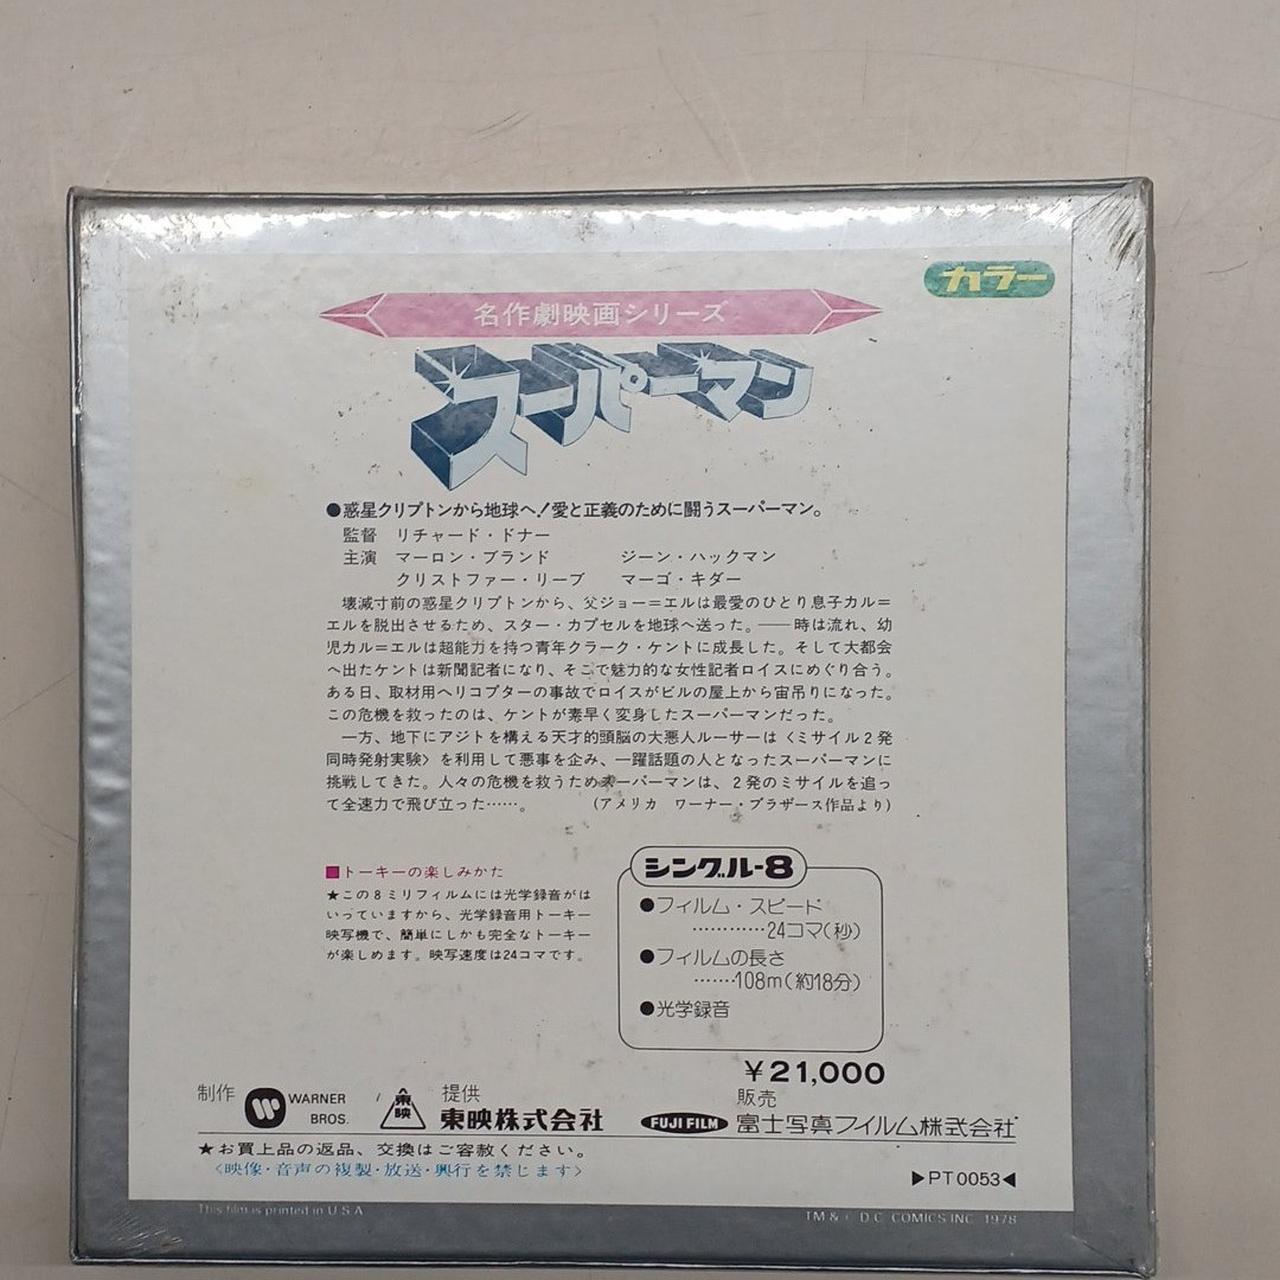 カラー
名作劇映画シリーズ
スーパーマン
●惑星クリプトンから地球へ!愛と正義のために闘うスーパーマン。
監督 リチャード・ドナー
主演 マーロン・ブランド ジーン・ハックマン
クリストファー・リーブ マーゴ・キダー
壊滅寸前の惑星クリプトンから、父ジョー=エルは最愛のひとり息子カル=
エルを脱出させるため、スター・カプセルを地球へ送った。——時は流れ、幼
児カル=エルは超能力を持つ青年クラーク・ケントに成長した。そして大都会
へ出たケントは新聞記者になり、そこで魅力的な女性記者ロイスにめぐり合う。
ある日、取材用ヘリコプターの事故でロイスがビルの屋上から宙吊りになった。
この危機を救ったのは、ケントが素早く変身したスーパーマンだった。
一方、地下にアジトを構える天才的頭脳の大悪人ルーサーは〈ミサイル2発
同時発射実験〉を利用して悪事を企み、一躍話題の人となったスーパーマンに
挑戦してきた。人々の危機を救うためスーパーマンは、2発のミサイルを追っ
て全速力で飛び立った……。 (アメリカ ワーナー・ブラザース作品より)
■トーキーの楽しみかた
★この8ミリフィルムには光学録音がは
いっていますから、光学録音用トーキー
映写機で、簡単にしかも完全なトーキー
が楽しめます。映写速度は24コマです。
シングル-8
●フィルム・スピード
…………24コマ(秒)
●フィルムの長さ
……108m(約18分)
●光学録音
¥21,000
制作 WARNER BROS. 東映 提供 東映株式会社
FUJI FILM 販売 富士写真フイルム株式会社
★お買上品の返品、交換はご容赦ください。
〈映像・音声の複製・放送・興行を禁じます〉
▶PT0053◀
This film is printed in U.S.A
TM & © D.C. COMICS INC. 1978